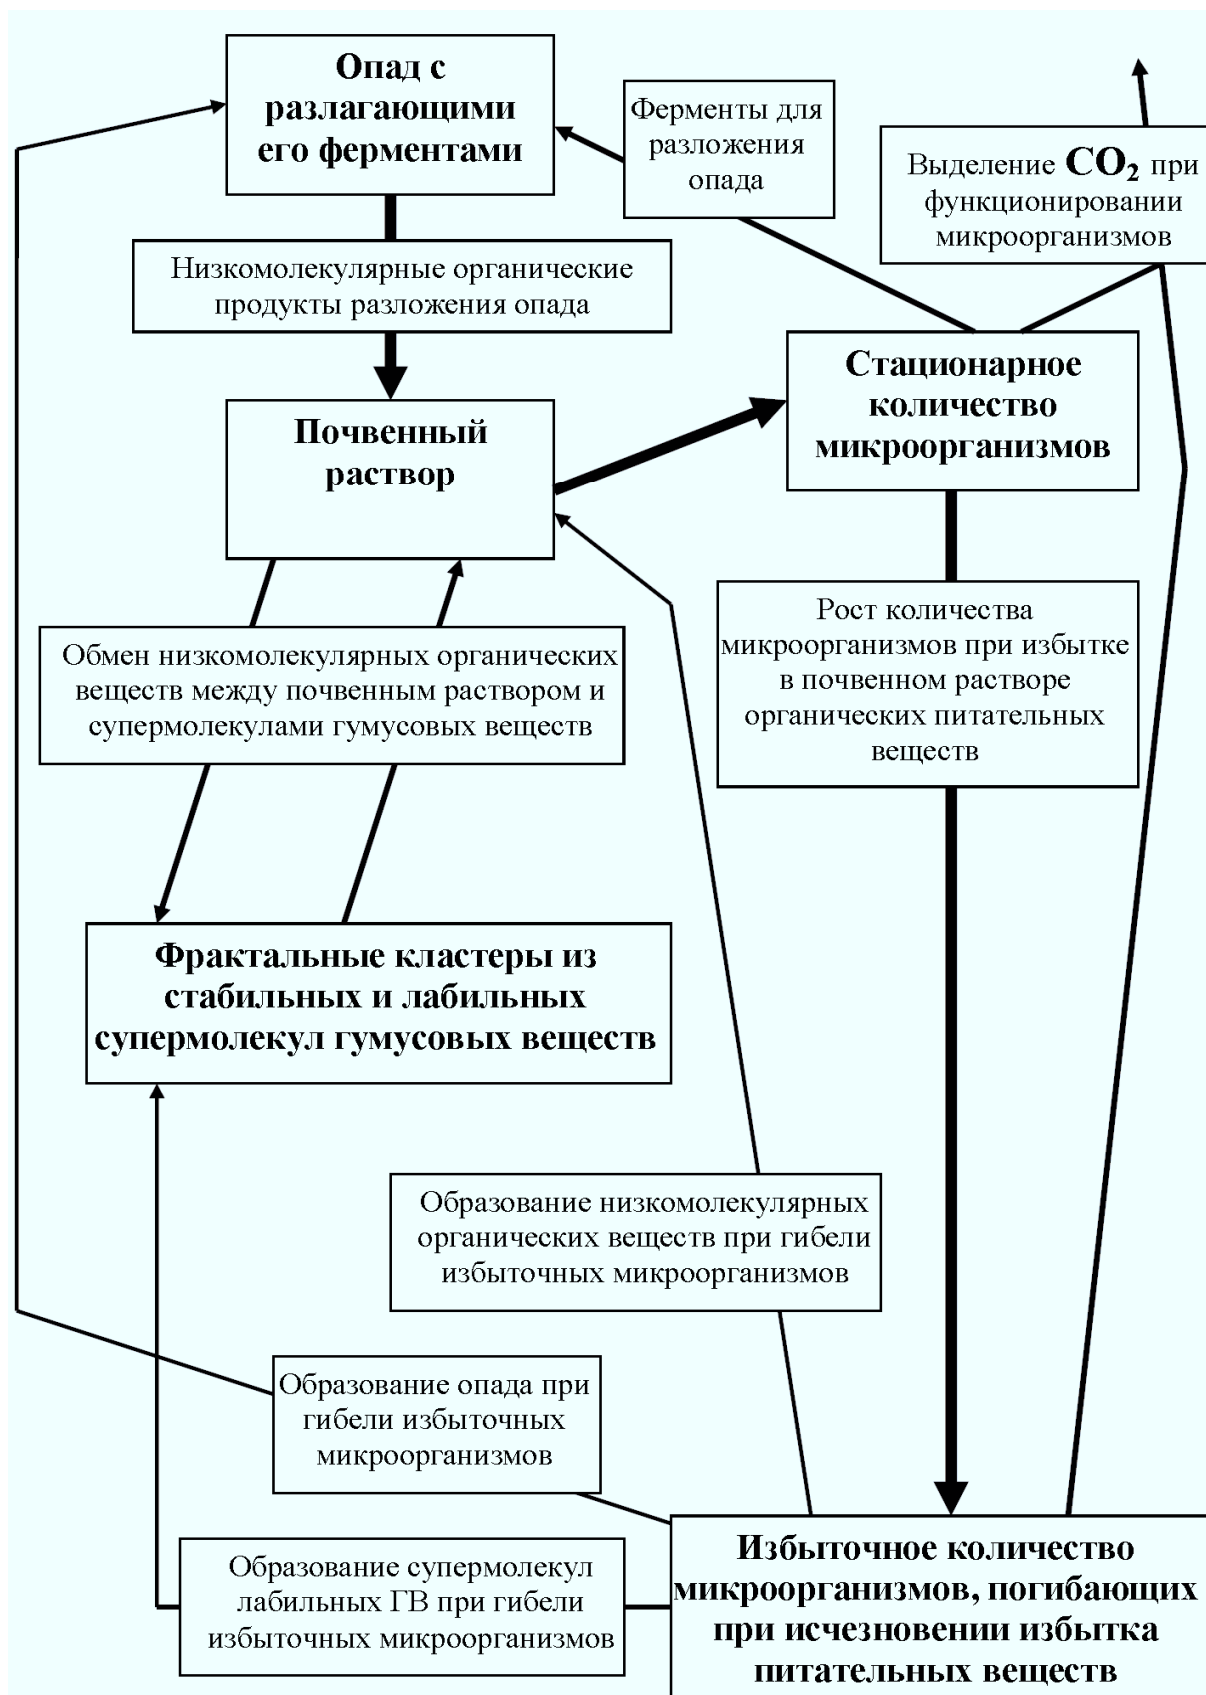 Опад с
разлагающими
его ферментами
Ферменты для
разложения
опада
Выделение CO₂ при
функционировании
микроорганизмов
Низкомолекулярные органические
продукты разложения опада
Стационарное
количество
микроорганизмов
Почвенный
раствор
Рост количества
микроорганизмов при избытке
в почвенном растворе
органических питательных
веществ
Обмен низкомолекулярных органических
веществ между почвенным раствором и
супермолекулами гумусовых веществ
Фрактальные кластеры из
стабильных и лабильных
супермолекул гумусовых веществ
Образование низкомолекулярных
органических веществ при гибели
избыточных микроорганизмов
Образование опада при
гибели избыточных
микроорганизмов
Образование супермолекул
лабильных ГВ при гибели
избыточных микроорганизмов
Избыточное количество
микроорганизмов, погибающих
при исчезновении избытка
питательных веществ